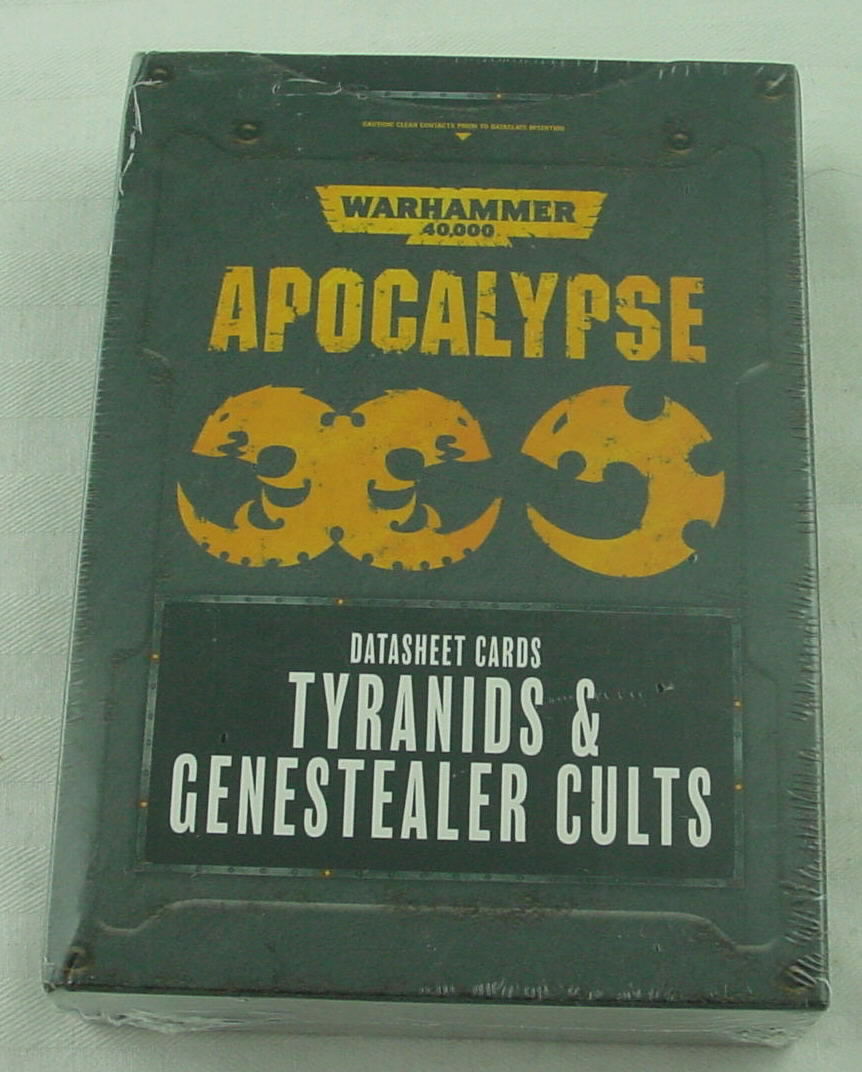 CAUTION! CLEAN CONTACTS PRIOR TO DATASLATE INSERTION
WARHAMMER
40,000
APOCALYPSE
DATASHEET CARDS
TYRANIDS &
GENESTEALER CULTS